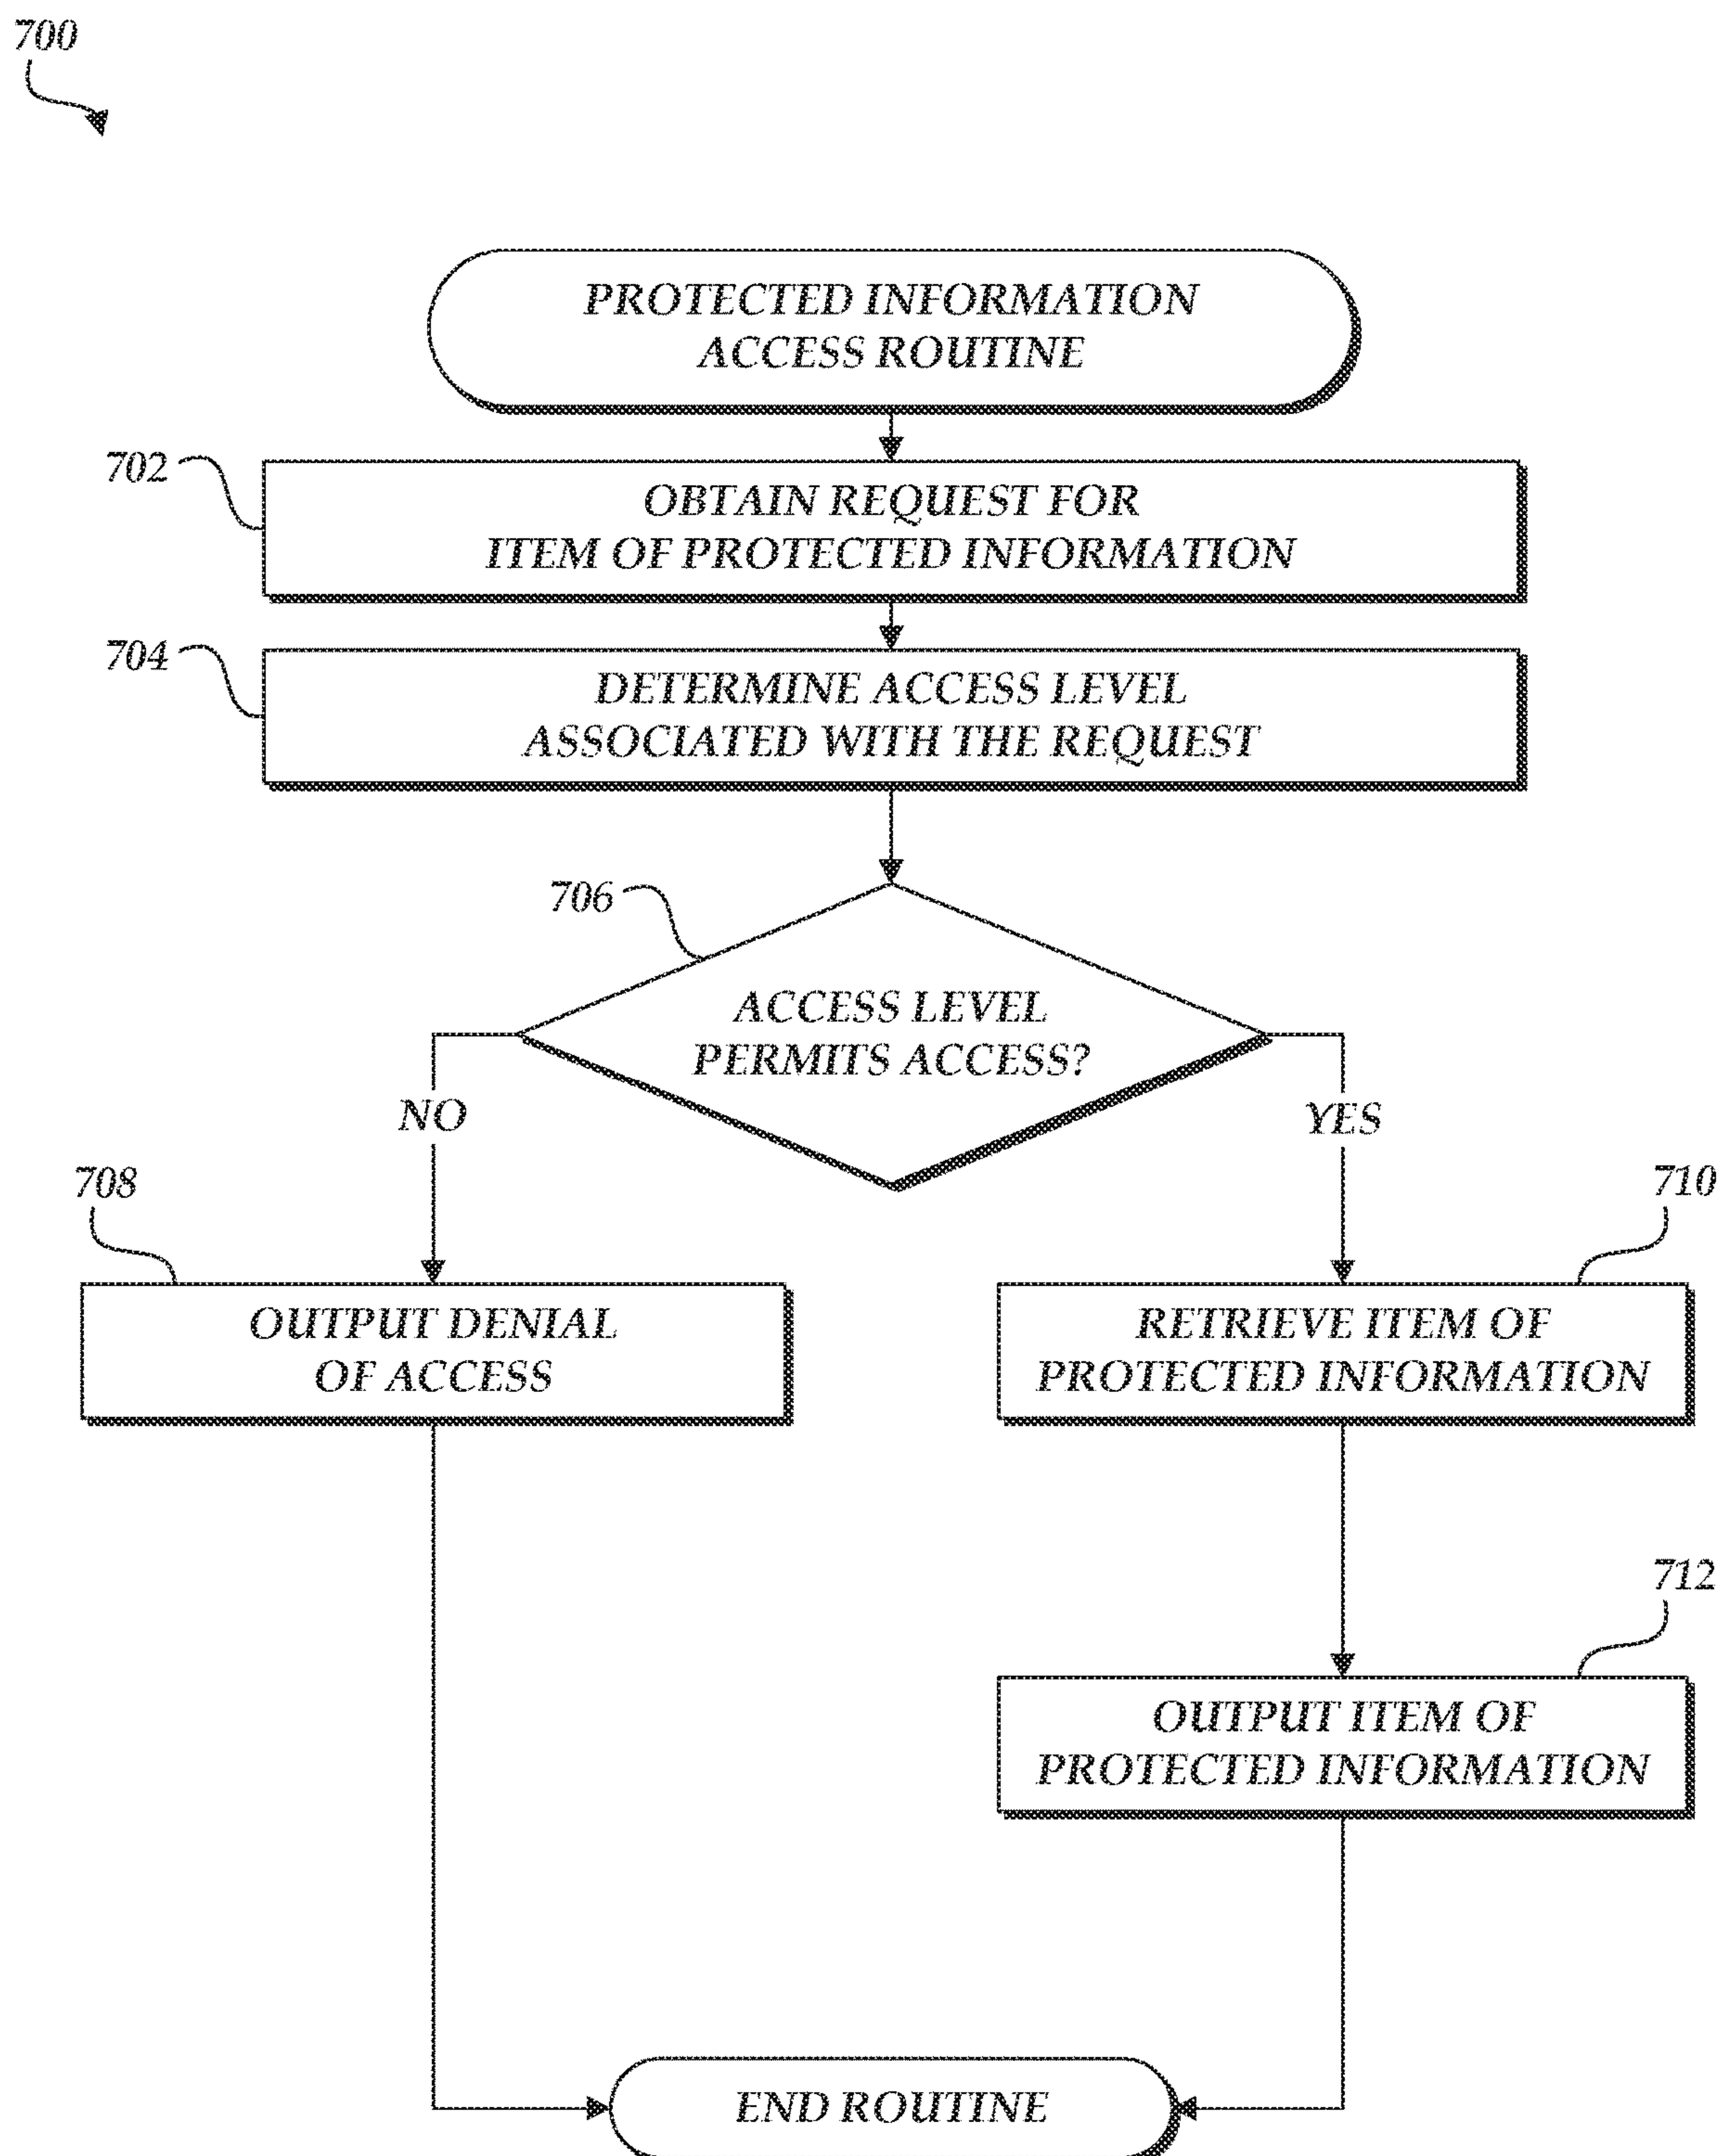 700
PROTECTED INFORMATION
ACCESS ROUTINE
702
OBTAIN REQUEST FOR
ITEM OF PROTECTED INFORMATION
704
DETERMINE ACCESS LEVEL
ASSOCIATED WITH THE REQUEST
706
ACCESS LEVEL
PERMITS ACCESS?
NO
YES
708
OUTPUT DENIAL
OF ACCESS
710
RETRIEVE ITEM OF
PROTECTED INFORMATION
712
OUTPUT ITEM OF
PROTECTED INFORMATION
END ROUTINE